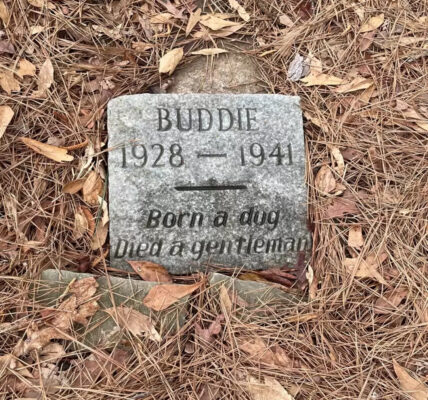 BUDDIE
1928 — 1941
Born a dog
Died a gentleman